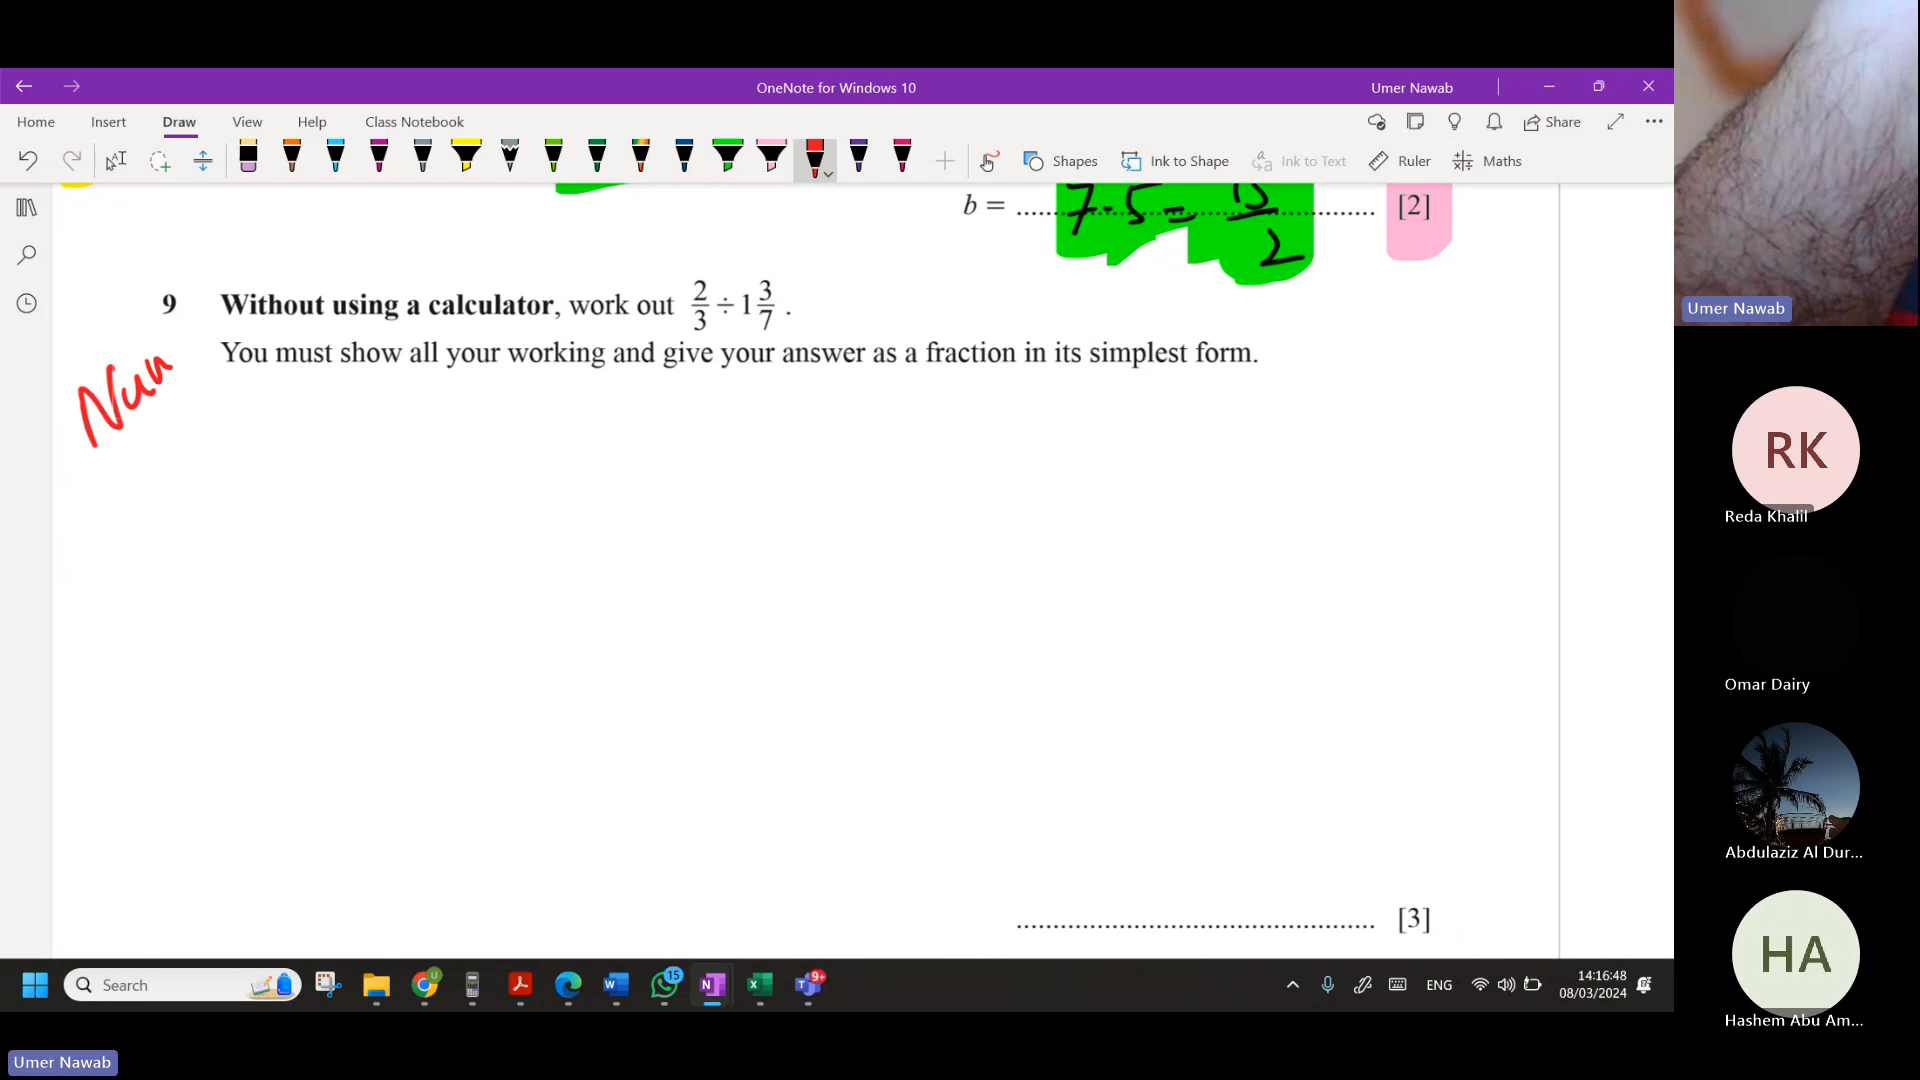 OneNote for Windows 10
Umer Nawab
Home Insert Draw View Help Class Notebook
Share
Shapes Ink to Shape Ink to Text Ruler Maths
b = 7.5 = 15/2 [2]
9 Without using a calculator, work out 2/3 ÷ 1 3/7 .
You must show all your working and give your answer as a fraction in its simplest form.
[3]
Umer Nawab
RK
Reda Khalil
Omar Dairy
Abdulaziz Al Dur...
HA
Hashem Abu Am...
Search
15
9+
ENG
14:16:48
08/03/2024
Umer Nawab